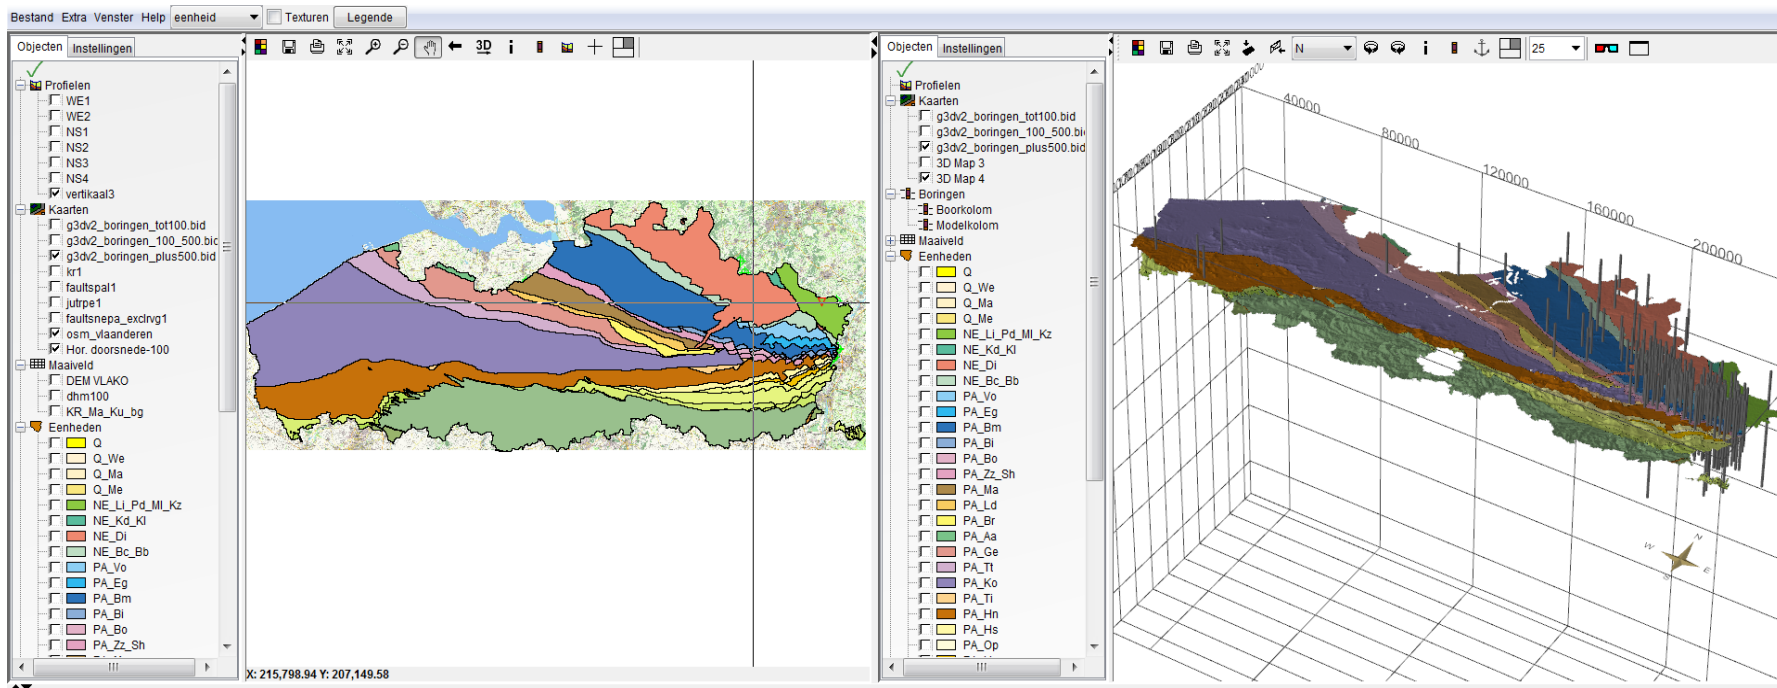 Bestand Extra Venster Help eenheid Texturen Legende
Objecten Instellingen
Profielen
WE1
WE2
NS1
NS2
NS3
NS4
vertikaal3
Kaarten
g3dv2_boringen_tot100.bid
g3dv2_boringen_100_500.bid
g3dv2_boringen_plus500.bid
kr1
faultspal1
jutrpe1
faultsnepa_exclrvg1
osm_vlaanderen
Hor. doorsnede-100
Maaiveld
DEM VLAKO
dhm100
KR_Ma_Ku_bg
Eenheden
Q
Q_We
Q_Ma
Q_Me
NE_Li_Pd_Ml_Kz
NE_Kd_Kl
NE_Di
NE_Bc_Bb
PA_Vo
PA_Eg
PA_Bm
PA_Bi
PA_Bo
PA_Zz_Sh
3D
X: 215,798.94 Y: 207,149.58
Objecten Instellingen
Profielen
Kaarten
g3dv2_boringen_tot100.bid
g3dv2_boringen_100_500.bi
g3dv2_boringen_plus500.bid
3D Map 3
3D Map 4
Boringen
Boorkolom
Modelkolom
Maaiveld
Eenheden
Q
Q_We
Q_Ma
Q_Me
NE_Li_Pd_Ml_Kz
NE_Kd_Kl
NE_Di
NE_Bc_Bb
PA_Vo
PA_Eg
PA_Bm
PA_Bi
PA_Bo
PA_Zz_Sh
PA_Ma
PA_Ld
PA_Br
PA_Aa
PA_Ge
PA_Tt
PA_Ko
PA_Ti
PA_Hn
PA_Hs
PA_Op
N 25
40000
80000
120000
160000
200000
N
W
E
S